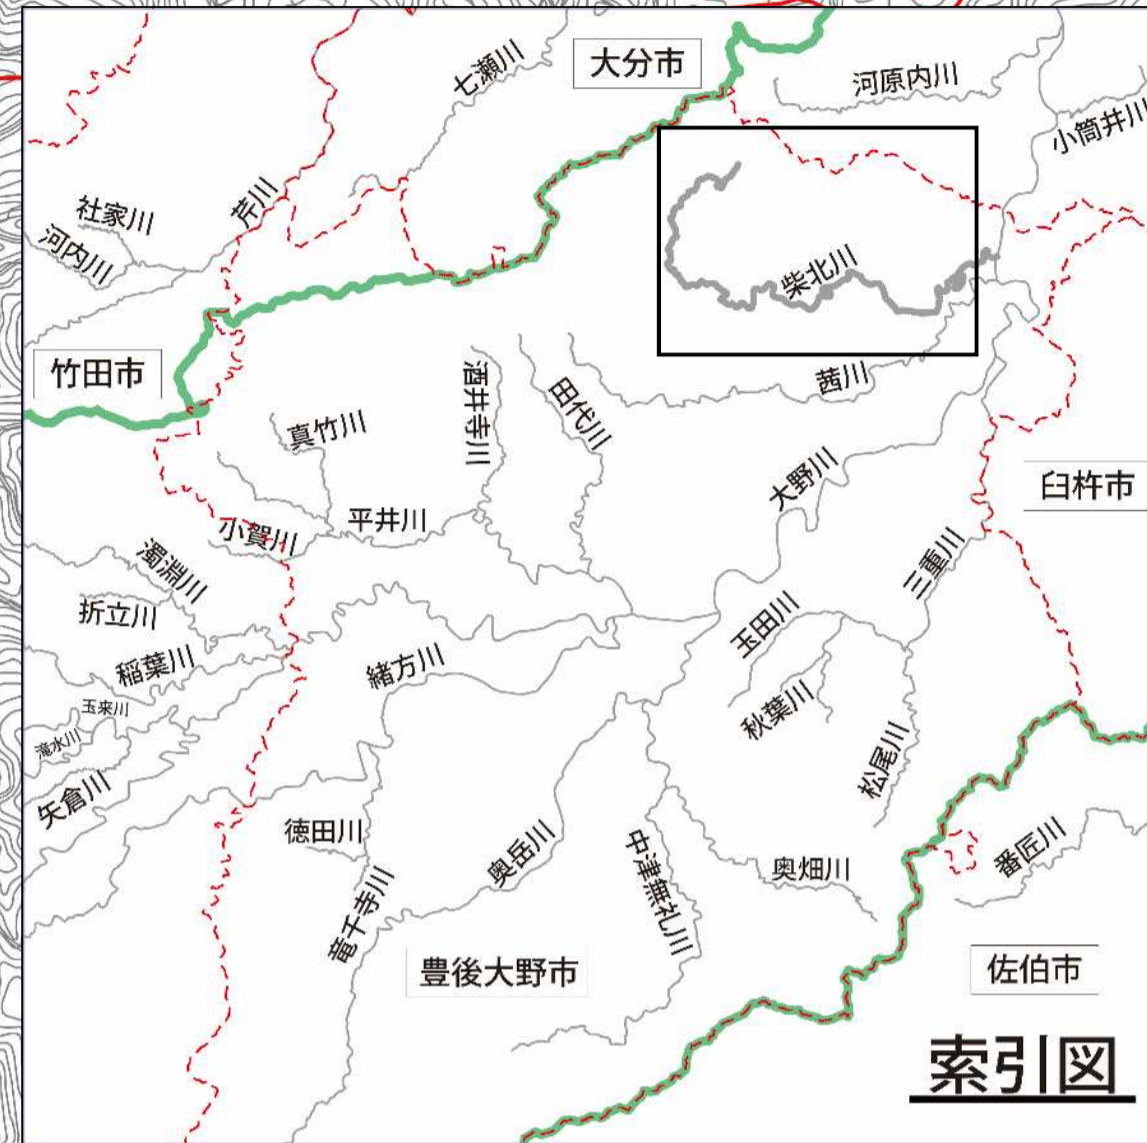 七瀬川
大分市
河原内川
小筒井川
社家川
芹川
河内川
柴北川
竹田市
酒井寺川
田代川
茜川
真竹川
大野川
臼杵市
小賀川
平井川
濁淵川
三重川
折立川
玉田川
稲葉川
緒方川
玉来川
秋葉川
滝水川
松尾川
矢倉川
徳田川
奥岳川
中津無礼川
番匠川
奥畑川
竜千寺川
豊後大野市
佐伯市
索引図